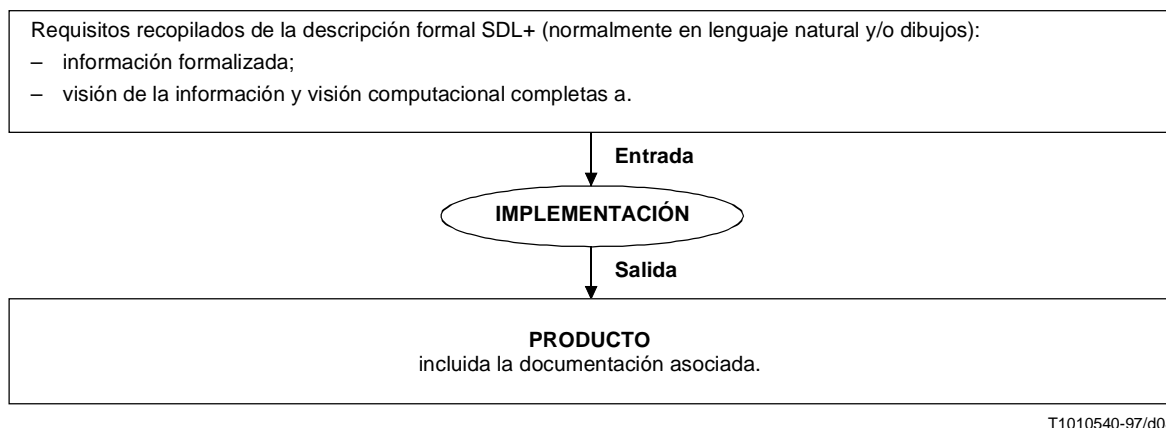 Requisitos recopilados de la descripción formal SDL+ (normalmente en lenguaje natural y/o dibujos):
– información formalizada;
– visión de la información y visión computacional completas a.
Entrada
IMPLEMENTACIÓN
Salida
PRODUCTO
incluida la documentación asociada.
T1010540-97/d0